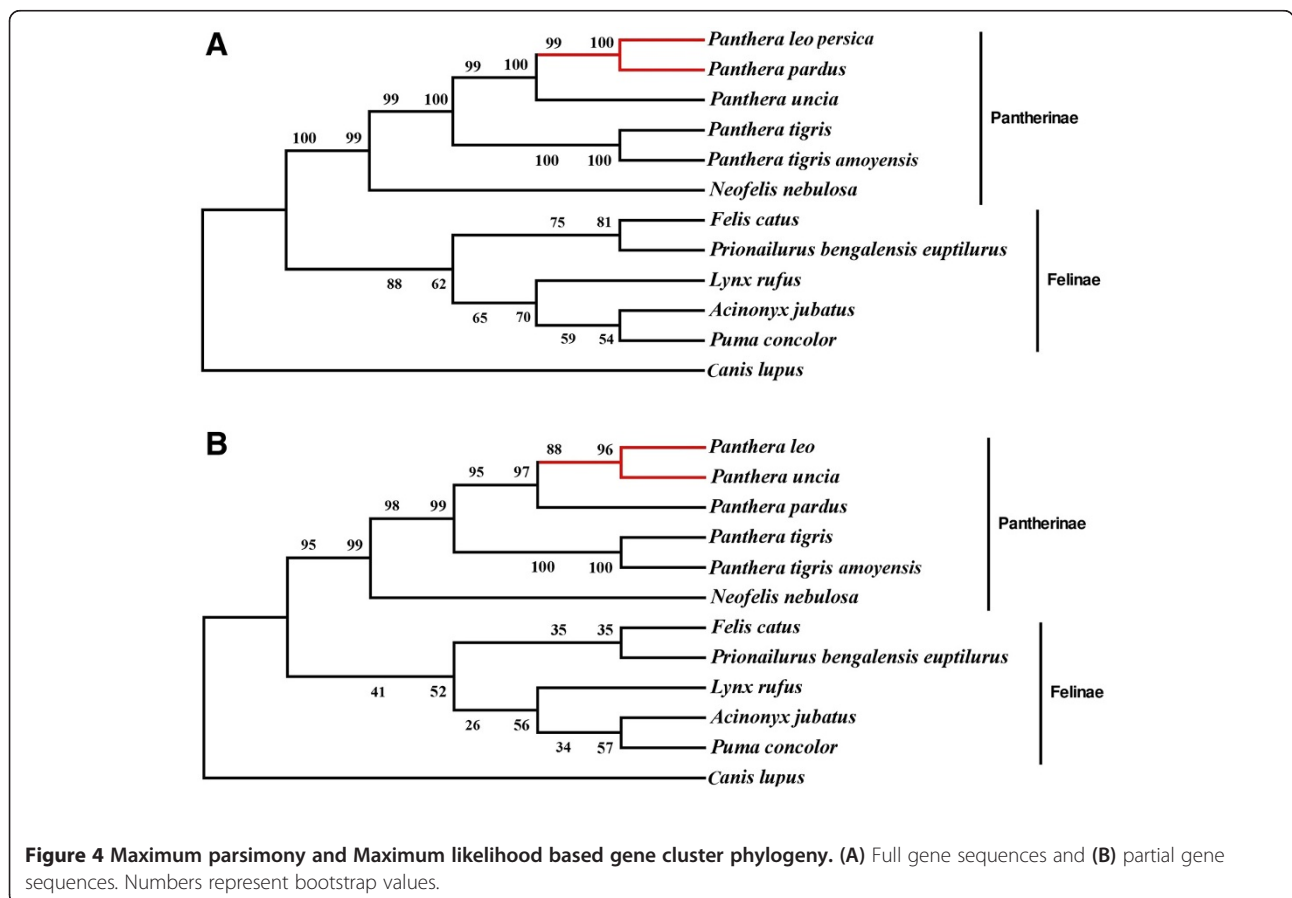 A
99 100 Panthera leo persica
99 100 Panthera pardus
99 100 Panthera uncia
100 99 Panthera tigris
100 100 Panthera tigris amoyensis
Neofelis nebulosa
Pantherinae
75 81 Felis catus
Prionailurus bengalensis euptilurus
88 62 Lynx rufus
65 70 Acinonyx jubatus
59 54 Puma concolor
Felinae
Canis lupus
B
88 96 Panthera leo
95 97 Panthera uncia
98 99 Panthera pardus
95 99 Panthera tigris
100 100 Panthera tigris amoyensis
Neofelis nebulosa
Pantherinae
35 35 Felis catus
Prionailurus bengalensis euptilurus
41 52 Lynx rufus
26 56 Acinonyx jubatus
34 57 Puma concolor
Felinae
Canis lupus
Figure 4 Maximum parsimony and Maximum likelihood based gene cluster phylogeny. (A) Full gene sequences and (B) partial gene
sequences. Numbers represent bootstrap values.